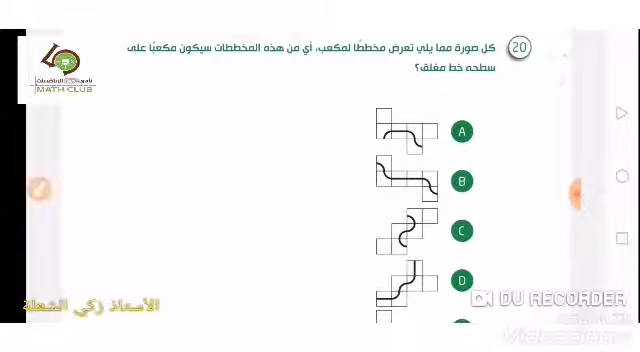 20
كل صورة مما يلي تعرض مخططًا لمكعب، أي من هذه المخططات سيكون مكعبًا على
سطحه خط مغلق؟
MATH CLUB
A
B
C
D
الأستاذ زكي الشعلة
DU RECORDER